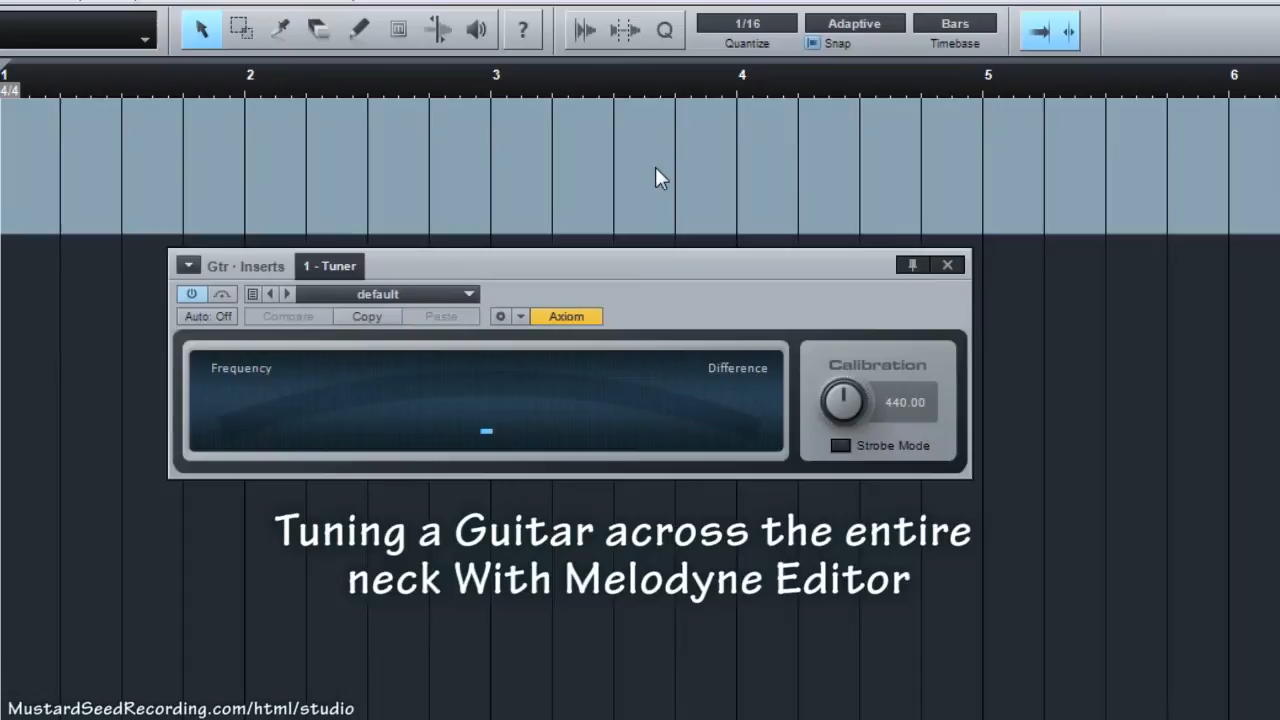 ?
1/16
Adaptive
Bars
Quantize
Snap
Timebase
1 2 3 4 5 6
4/4
Gtr · Inserts 1 - Tuner
default
Auto: Off Compare Copy Paste Axiom
Frequency Difference
Calibration
440.00
Strobe Mode
Tuning a Guitar across the entire
neck With Melodyne Editor
MustardSeedRecording.com/html/studio